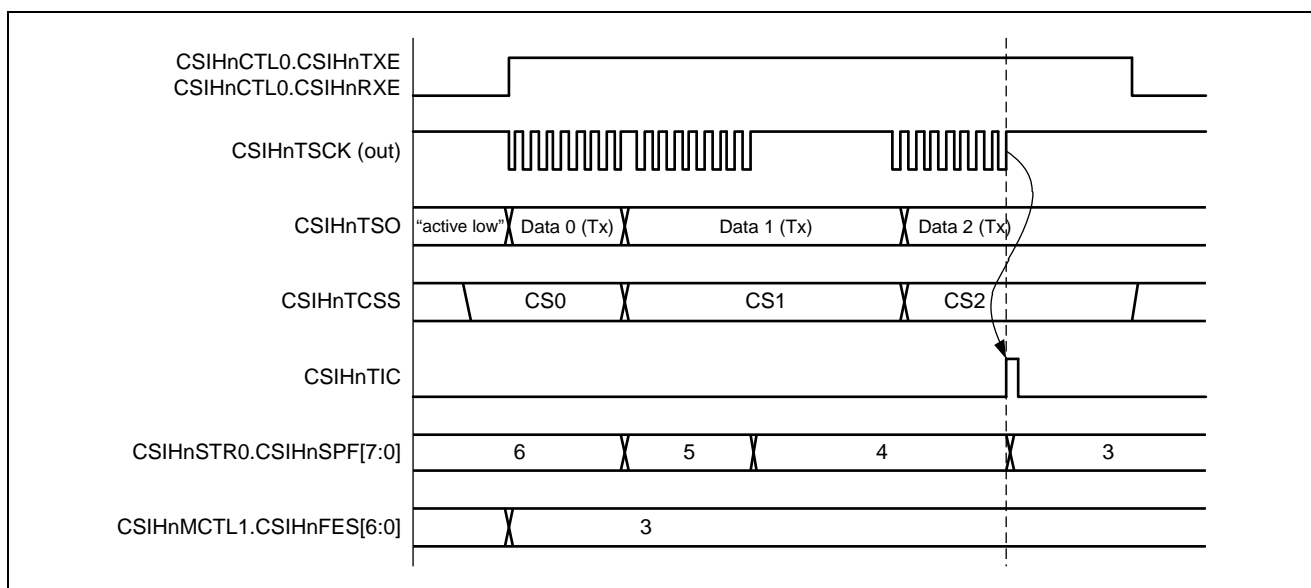 CSIHnCTL0.CSIHnTXE
CSIHnCTL0.CSIHnRXE
CSIHnTSCK (out)
CSIHnTSO
“active low” Data 0 (Tx) Data 1 (Tx) Data 2 (Tx)
CSIHnTCSS
CS0 CS1 CS2
CSIHnTIC
CSIHnSTR0.CSIHnSPF[7:0]
6 5 4 3
CSIHnMCTL1.CSIHnFES[6:0]
3